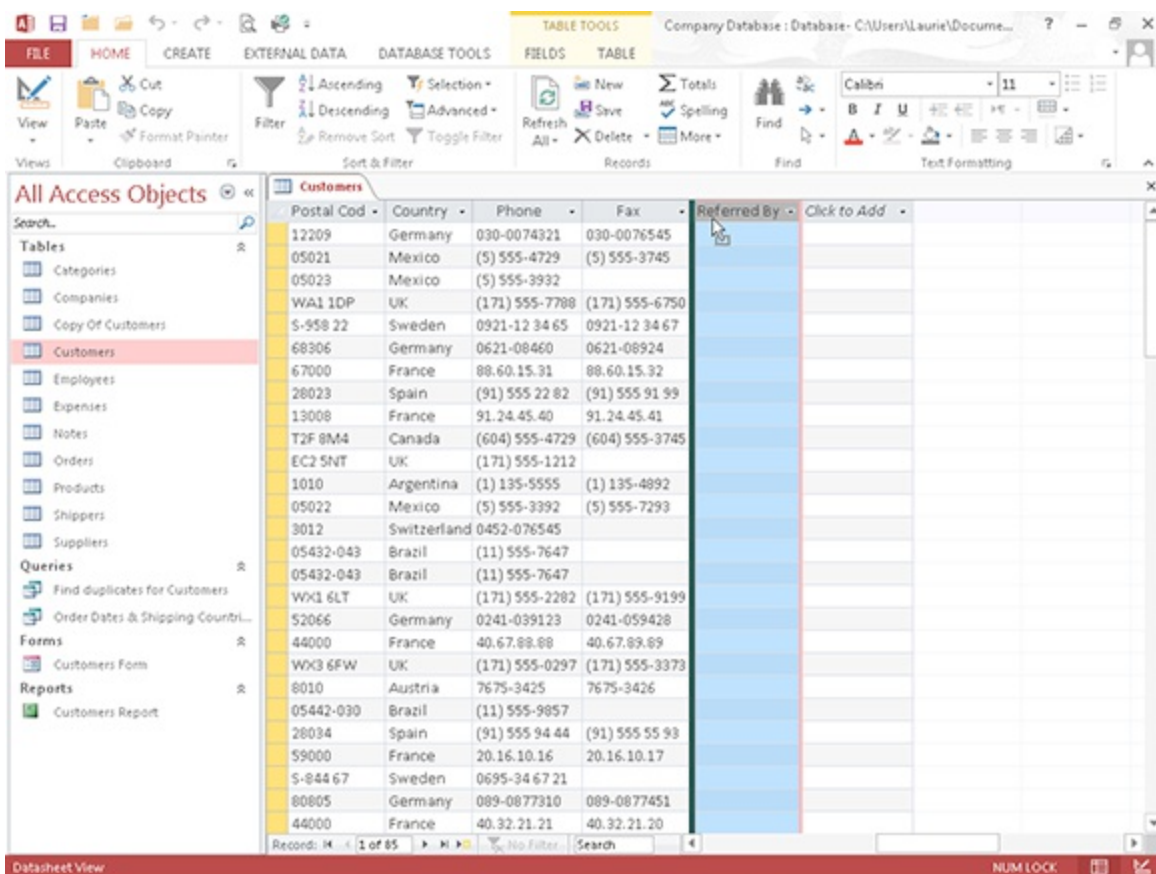 TABLE TOOLS Company Database : Database- C:\Users\Laurie\Docume... ?
FILE HOME CREATE EXTERNAL DATA DATABASE TOOLS FIELDS TABLE
View
Views
Paste
Cut
Copy
Format Painter
Clipboard
Filter
Ascending
Descending
Remove Sort
Selection
Advanced
Toggle Filter
Sort & Filter
Refresh All
New
Save
Delete
Totals
Spelling
More
Records
Find
Find
Calibri 11
B I U
A
Text Formatting
All Access Objects
Search...
Tables
Categories
Companies
Copy Of Customers
Customers
Employees
Expenses
Notes
Orders
Products
Shippers
Suppliers
Queries
Find duplicates for Customers
Order Dates & Shipping Countri...
Forms
Customers Form
Reports
Customers Report
Customers
Postal Cod Country Phone Fax Referred By Click to Add
12209 Germany 030-0074321 030-0076545
05021 Mexico (5) 555-4729 (5) 555-3745
05023 Mexico (5) 555-3932
WA1 1DP UK (171) 555-7788 (171) 555-6750
S-958 22 Sweden 0921-12 34 65 0921-12 34 67
68306 Germany 0621-08460 0621-08924
67000 France 88.60.15.31 88.60.15.32
28023 Spain (91) 555 22 82 (91) 555 91 99
13008 France 91.24.45.40 91.24.45.41
T2F 8M4 Canada (604) 555-4729 (604) 555-3745
EC2 5NT UK (171) 555-1212
1010 Argentina (1) 135-5555 (1) 135-4892
05022 Mexico (5) 555-3392 (5) 555-7293
3012 Switzerland 0452-076545
05432-043 Brazil (11) 555-7647
05432-043 Brazil (11) 555-7647
WX1 6LT UK (171) 555-2282 (171) 555-9199
52066 Germany 0241-039123 0241-059428
44000 France 40.67.88.88 40.67.89.89
WX3 6FW UK (171) 555-0297 (171) 555-3373
8010 Austria 7675-3425 7675-3426
05442-030 Brazil (11) 555-9857
28034 Spain (91) 555 94 44 (91) 555 55 93
59000 France 20.16.10.16 20.16.10.17
S-844 67 Sweden 0695-34 67 21
80805 Germany 089-0877310 089-0877451
44000 France 40.32.21.21 40.32.21.20
Record: 1 of 85 No Filter Search
Datasheet View NUM LOCK